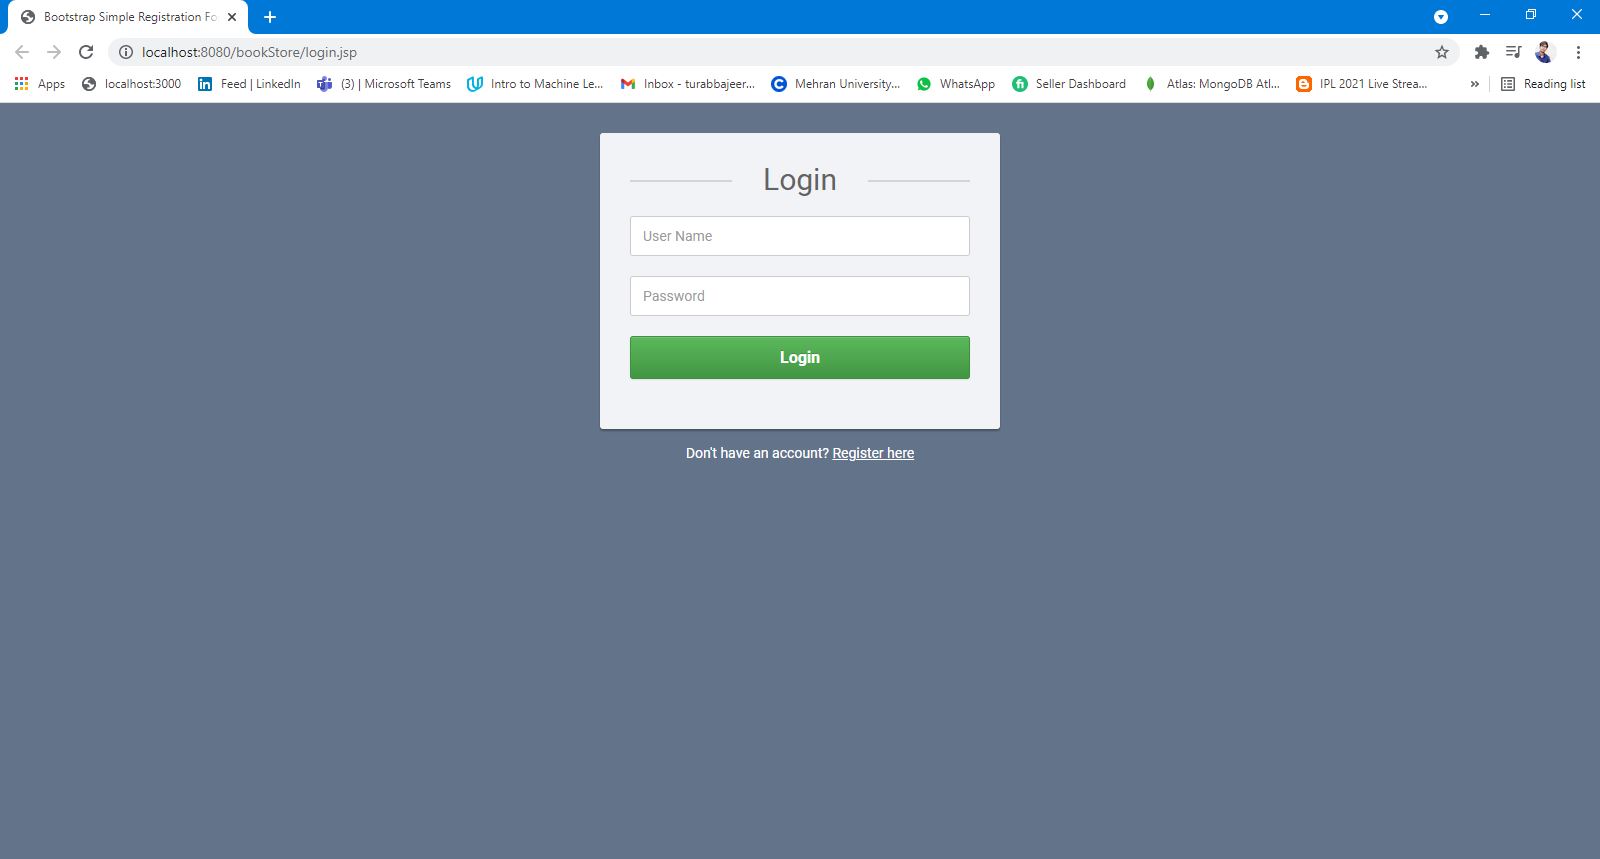 Bootstrap Simple Registration Fo
localhost:8080/bookStore/login.jsp
Apps localhost:3000 Feed | LinkedIn (3) | Microsoft Teams Intro to Machine Le... Inbox - turabbajeer... Mehran University... WhatsApp Seller Dashboard Atlas: MongoDB Atl... IPL 2021 Live Strea... » Reading list
Login
User Name
Password
Login
Don't have an account? Register here